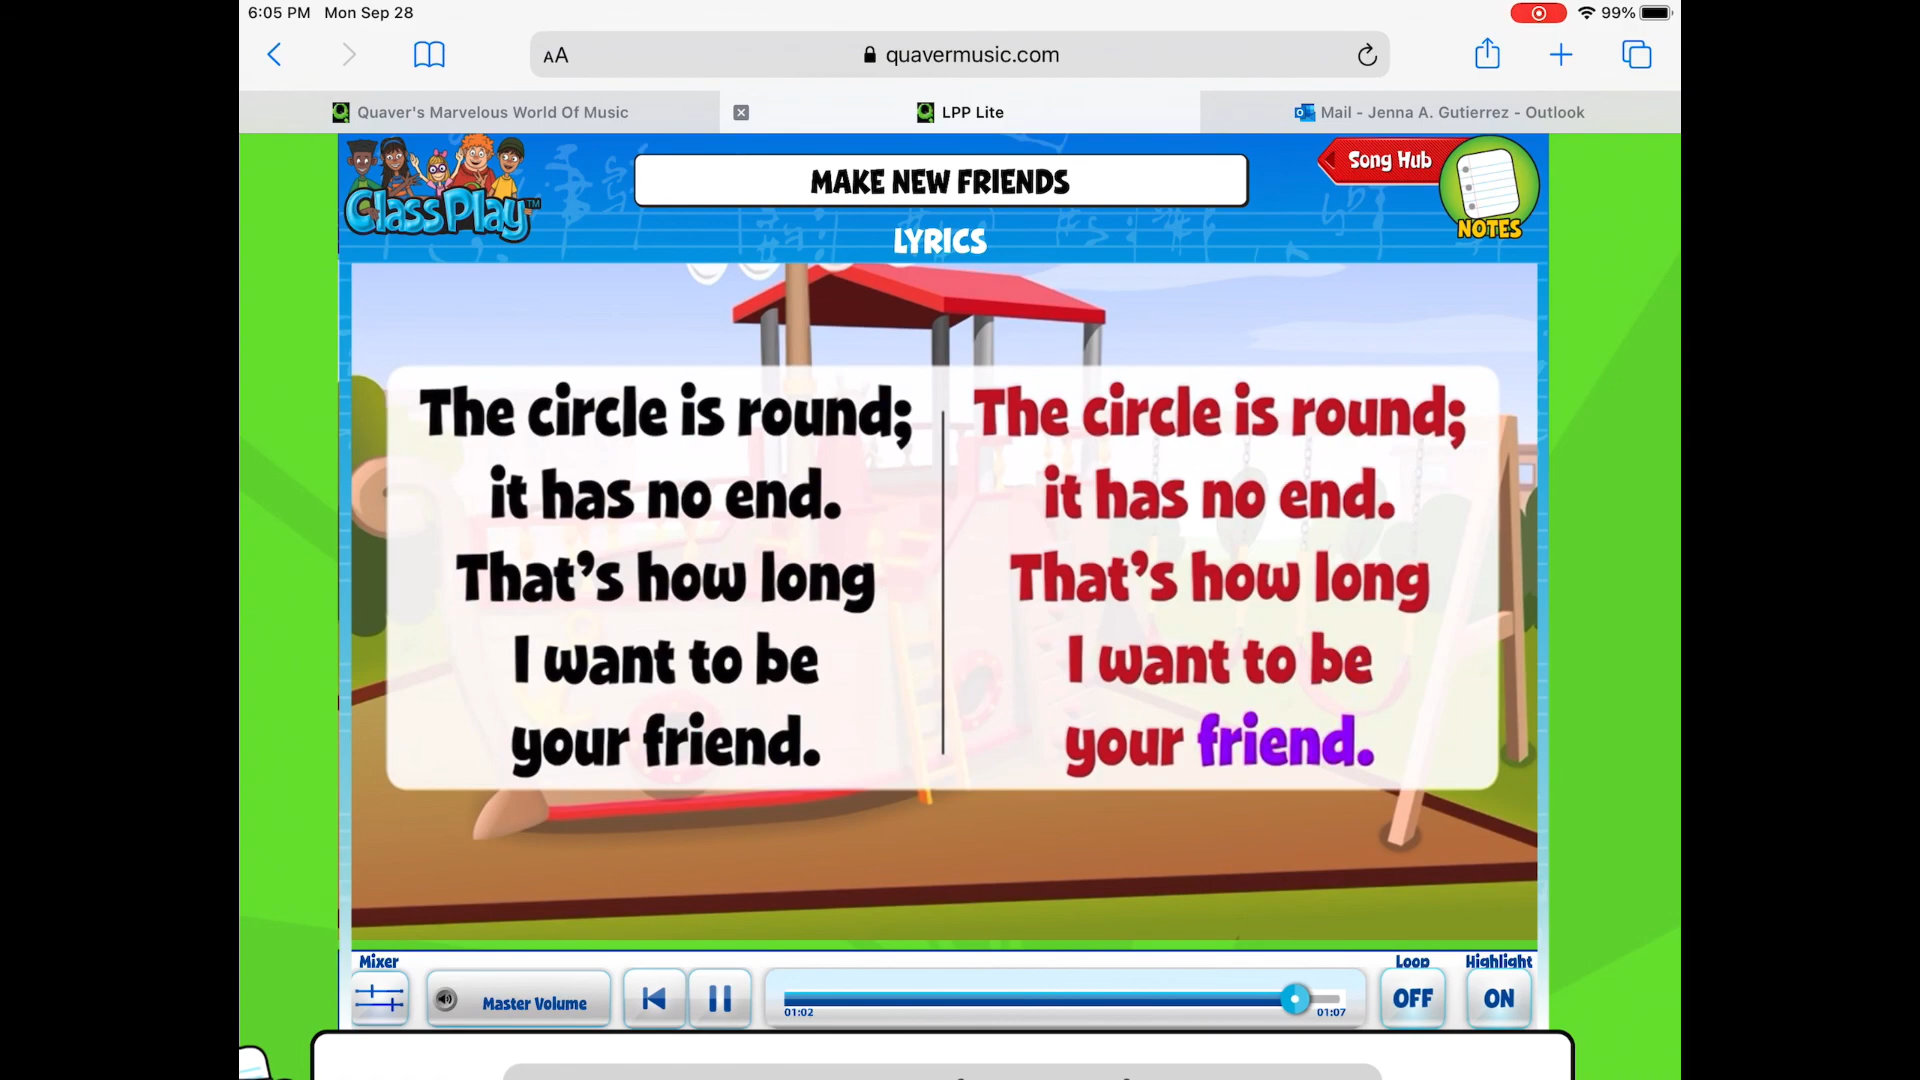 6:05 PM Mon Sep 28
99%
AA
quavermusic.com
Quaver's Marvelous World Of Music
LPP Lite
Mail - Jenna A. Gutierrez - Outlook
ClassPlay™
MAKE NEW FRIENDS
Song Hub
NOTES
LYRICS
The circle is round;
it has no end.
That's how long
I want to be
your friend.
The circle is round;
it has no end.
That's how long
I want to be
your friend.
Mixer
Master Volume
01:02
01:07
Loop
OFF
Highlight
ON